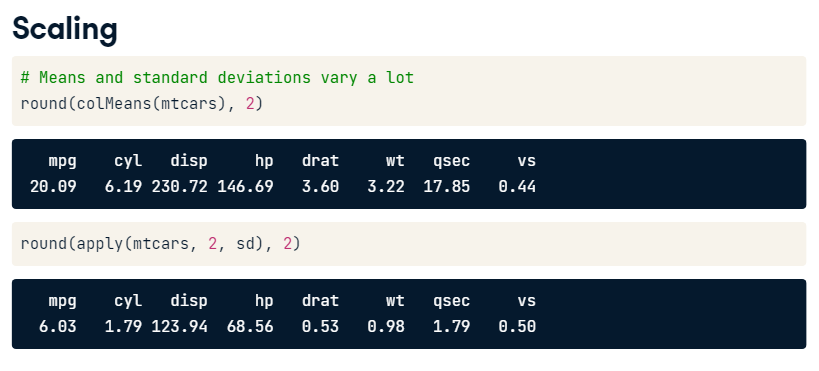 Scaling
# Means and standard deviations vary a lot
round(colMeans(mtcars), 2)
mpg cyl disp hp drat wt qsec vs
20.09 6.19 230.72 146.69 3.60 3.22 17.85 0.44
round(apply(mtcars, 2, sd), 2)
mpg cyl disp hp drat wt qsec vs
6.03 1.79 123.94 68.56 0.53 0.98 1.79 0.50